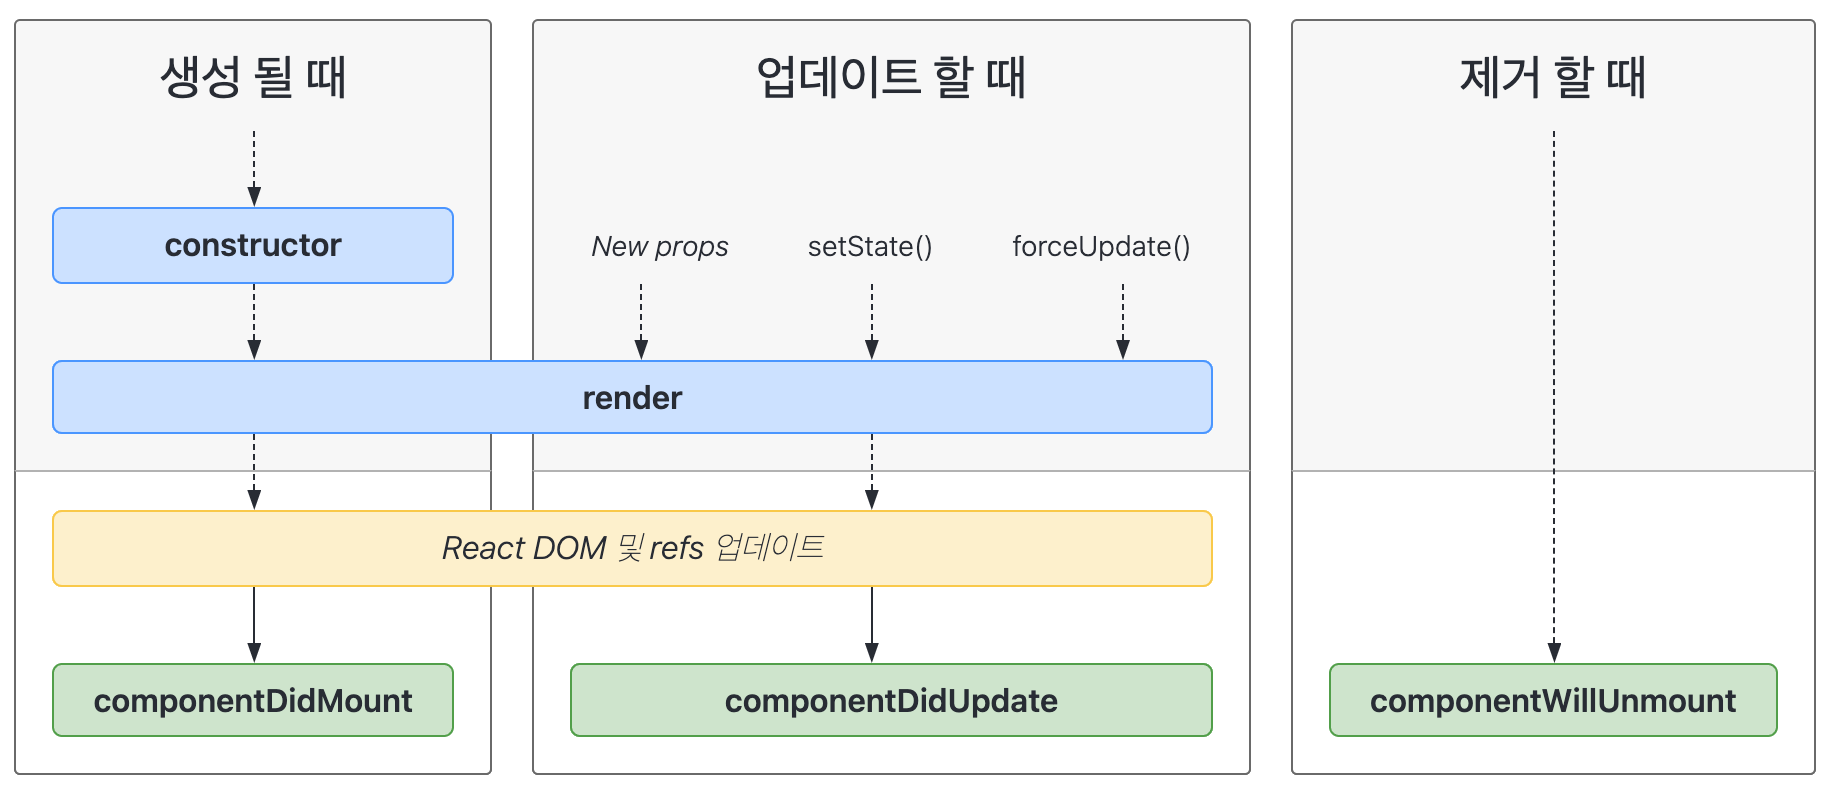 생성 될 때
업데이트 할 때
제거 할 때
constructor
New props
setState()
forceUpdate()
render
React DOM 및 refs 업데이트
componentDidMount
componentDidUpdate
componentWillUnmount